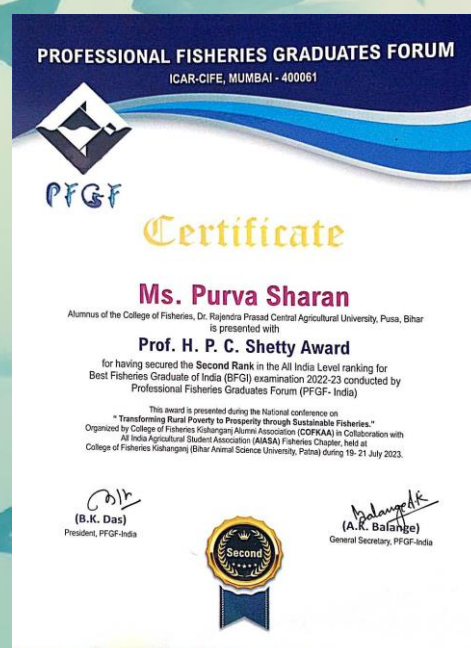 PROFESSIONAL FISHERIES GRADUATES FORUM
ICAR-CIFE, MUMBAI - 400061
PFGF
Certificate
Ms. Purva Sharan
Alumnus of the College of Fisheries, Dr. Rajendra Prasad Central Agricultural University, Pusa, Bihar
is presented with
Prof. H. P. C. Shetty Award
for having secured the Second Rank in the All India Level ranking for
Best Fisheries Graduate of India (BFGI) examination 2022-23 conducted by
Professional Fisheries Graduates Forum (PFGF- India)
This award is presented during the National conference on
" Transforming Rural Poverty to Prosperity through Sustainable Fisheries."
Organized by College of Fisheries Kishanganj Alumni Association (COFKAA) in Collaboration with
All India Agricultural Student Association (AIASA) Fisheries Chapter, held at
College of Fisheries Kishanganj (Bihar Animal Science University, Patna) during 19- 21 July 2023.
(B.K. Das)
President, PFGF-India
Balange AK
(A.K. Balange)
General Secretary, PFGF-India
Second